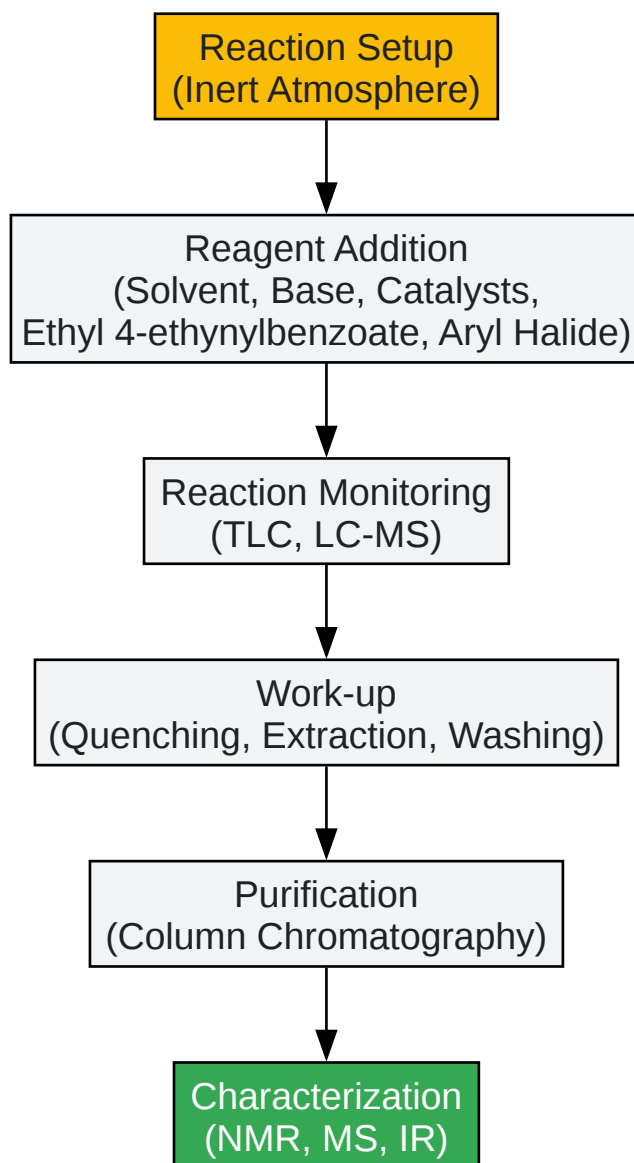 Reaction Setup
(Inert Atmosphere)
Reagent Addition
(Solvent, Base, Catalysts,
Ethyl 4-ethynylbenzoate, Aryl Halide)
Reaction Monitoring
(TLC, LC-MS)
Work-up
(Quenching, Extraction, Washing)
Purification
(Column Chromatography)
Characterization
(NMR, MS, IR)